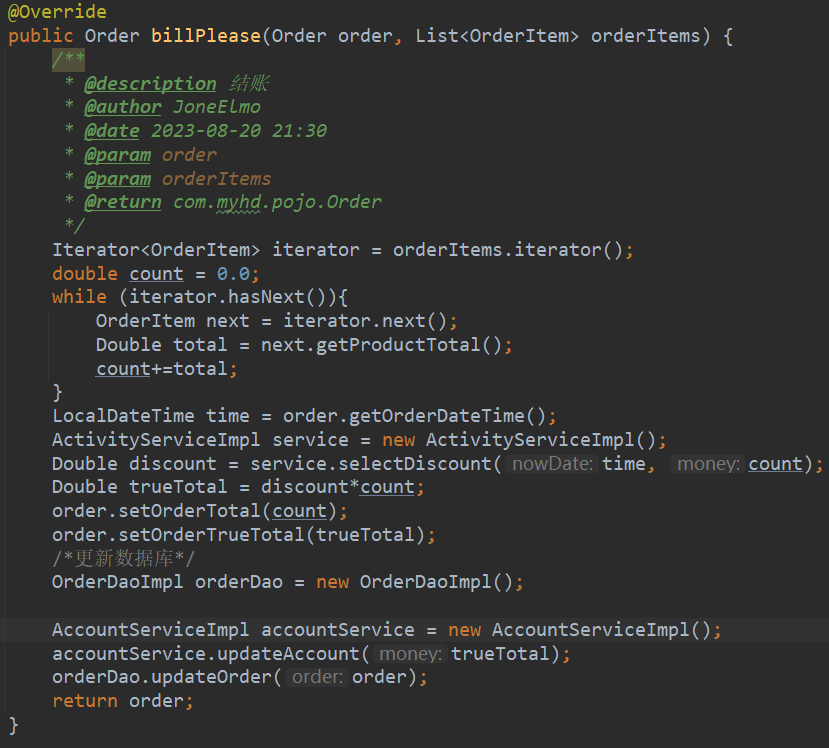 @Override
public Order billPlease(Order order, List<OrderItem> orderItems) {
/**
* @description 结账
* @author JoneElmo
* @date 2023-08-20 21:30
* @param order
* @param orderItems
* @return com.myhd.pojo.Order
*/
Iterator<OrderItem> iterator = orderItems.iterator();
double count = 0.0;
while (iterator.hasNext()){
OrderItem next = iterator.next();
Double total = next.getProductTotal();
count+=total;
}
LocalDateTime time = order.getOrderDateTime();
ActivityServiceImpl service = new ActivityServiceImpl();
Double discount = service.selectDiscount( nowDate: time, money: count);
Double trueTotal = discount*count;
order.setOrderTotal(count);
order.setOrderTrueTotal(trueTotal);
/*更新数据库*/
OrderDaoImpl orderDao = new OrderDaoImpl();
AccountServiceImpl accountService = new AccountServiceImpl();
accountService.updateAccount( money: trueTotal);
orderDao.updateOrder( order: order);
return order;
}